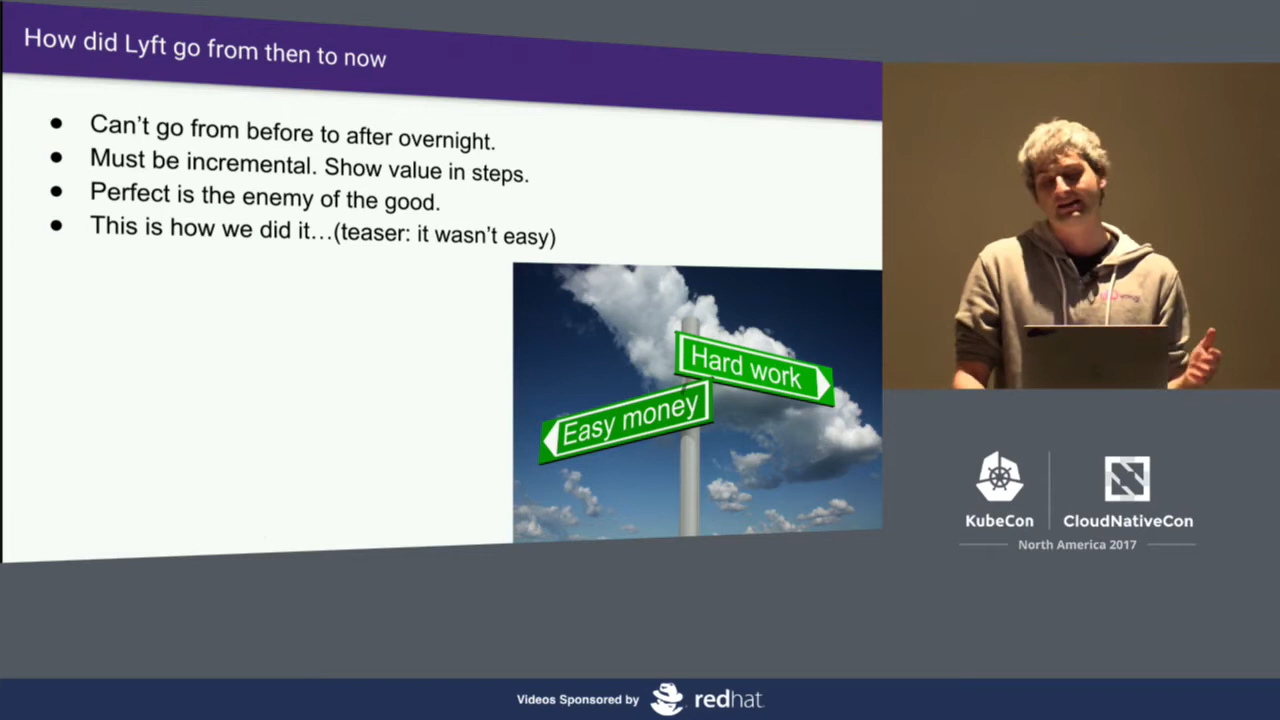 How did Lyft go from then to now
● Can’t go from before to after overnight.
● Must be incremental. Show value in steps.
● Perfect is the enemy of the good.
● This is how we did it…(teaser: it wasn’t easy)
Hard work
Easy money
KubeCon
CloudNativeCon
North America 2017
Videos Sponsored by
redhat